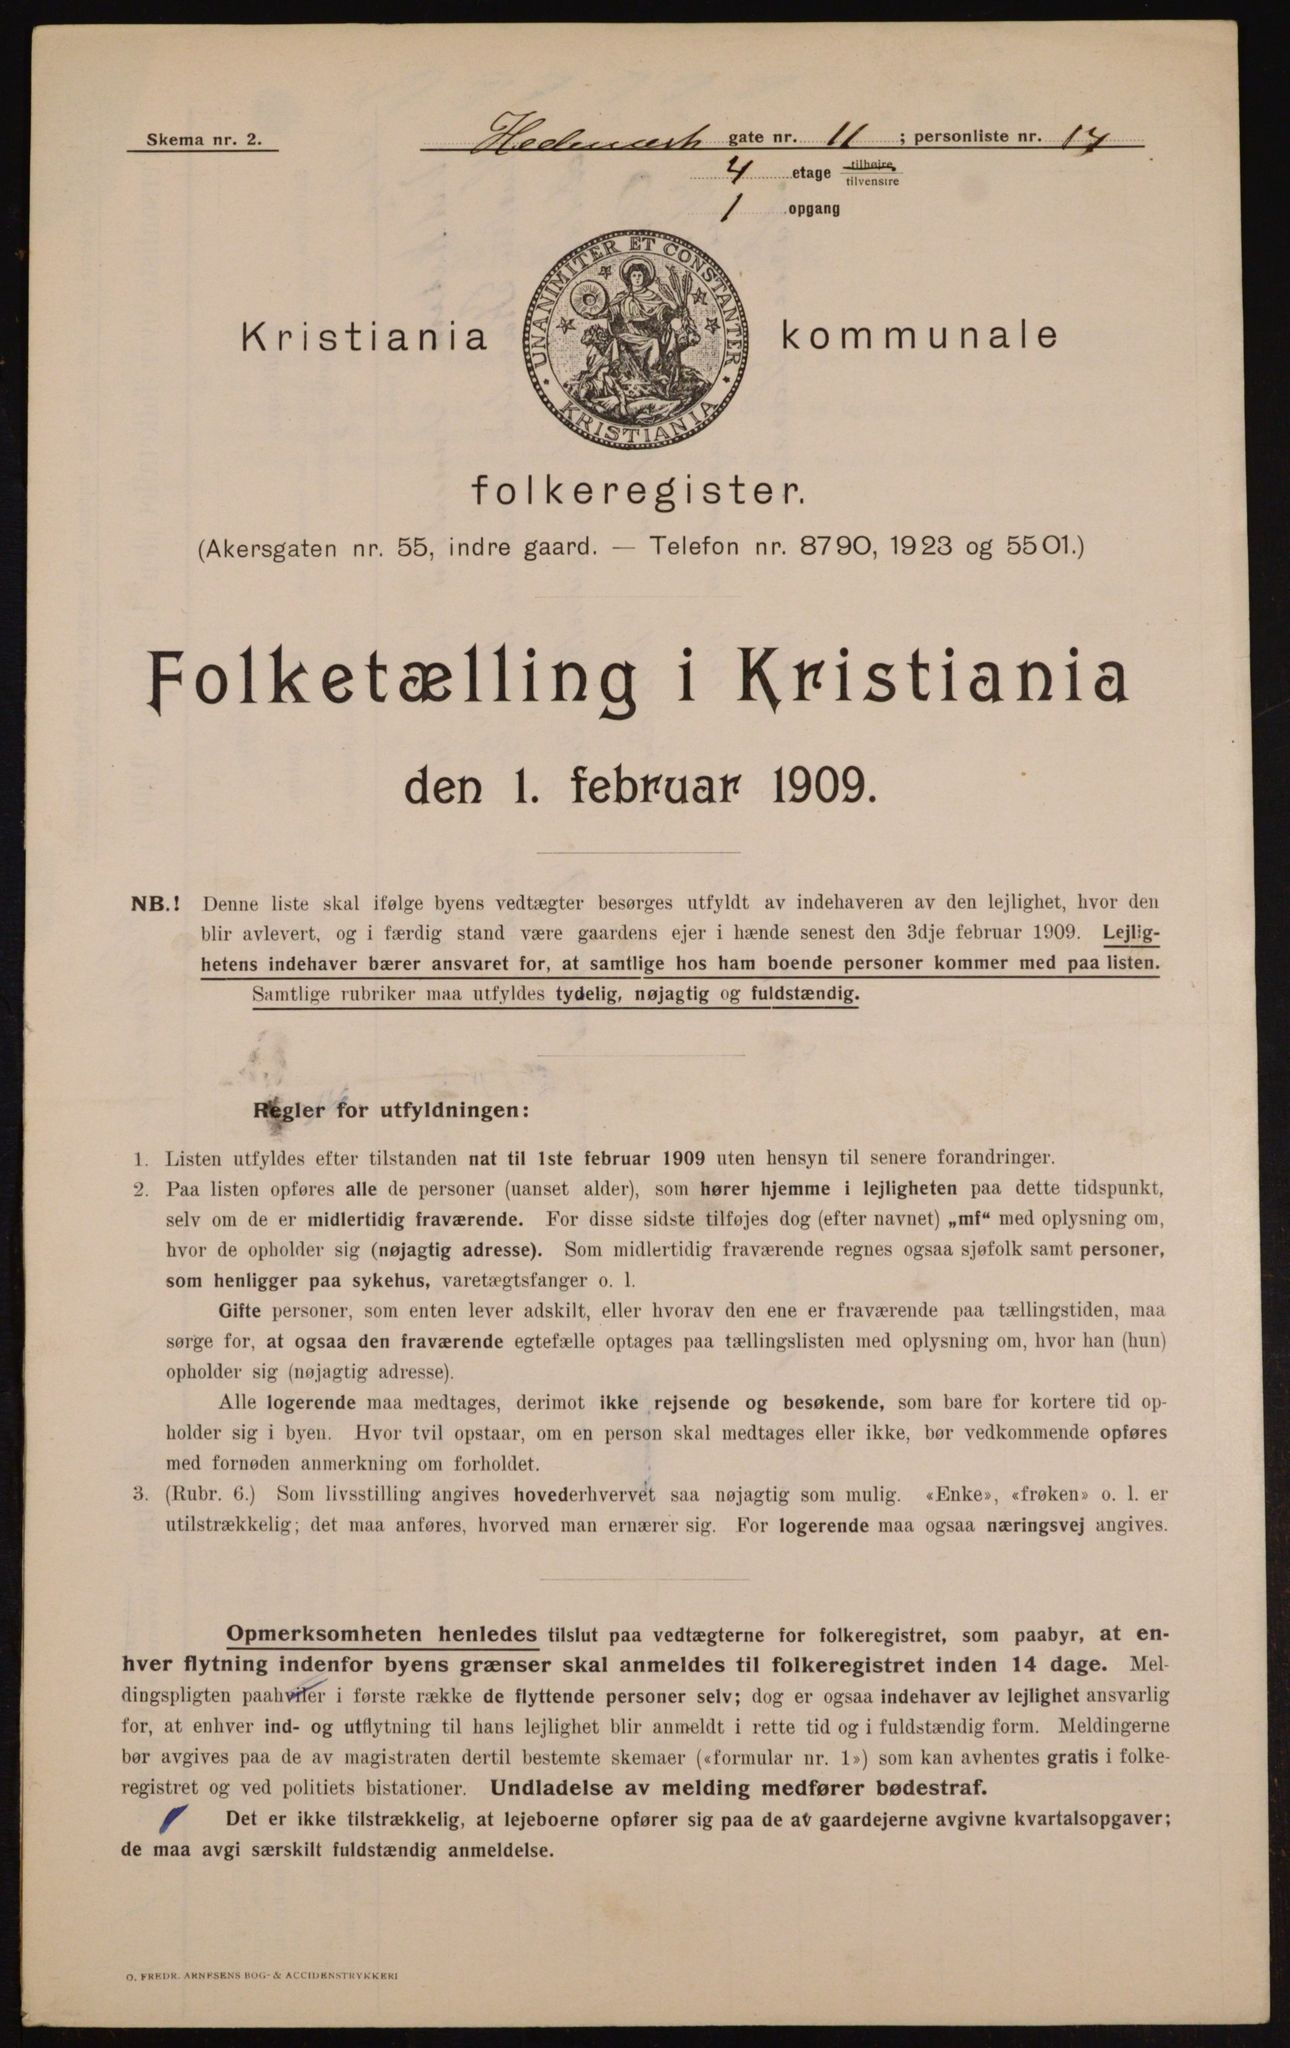 Skema nr. 2.
Hedemark gate nr. 11 ; personliste nr. 17
4 etage tilhøire
tilvenstre
1 opgang
UNANIMITER ET CONSTANTER
KRISTIANIA
Kristiania kommunale
folkeregister.
(Akersgaten nr. 55, indre gaard. — Telefon nr. 8790, 1923 og 5501.)
Folketælling i Kristiania
den 1. februar 1909.
NB.! Denne liste skal ifølge byens vedtægter besørges utfyldt av indehaveren av den lejlighet, hvor den
blir avlevert, og i færdig stand være gaardens ejer i hænde senest den 3dje februar 1909. Lejlig-
hetens indehaver bærer ansvaret for, at samtlige hos ham boende personer kommer med paa listen.
Samtlige rubriker maa utfyldes tydelig, nøjagtig og fuldstændig.
Regler for utfyldningen:
1. Listen utfyldes efter tilstanden nat til 1ste februar 1909 uten hensyn til senere forandringer.
2. Paa listen opføres alle de personer (uanset alder), som hører hjemme i lejligheten paa dette tidspunkt,
selv om de er midlertidig fraværende. For disse sidste tilføjes dog (efter navnet) „mf“ med oplysning om,
hvor de opholder sig (nøjagtig adresse). Som midlertidig fraværende regnes ogsaa sjøfolk samt personer,
som henligger paa sykehus, varetægtsfanger o. l.
Gifte personer, som enten lever adskilt, eller hvorav den ene er fraværende paa tællingstiden, maa
sørge for, at ogsaa den fraværende egtefælle optages paa tællingslisten med oplysning om, hvor han (hun)
opholder sig (nøjagtig adresse).
Alle logerende maa medtages, derimot ikke rejsende og besøkende, som bare for kortere tid op-
holder sig i byen. Hvor tvil opstaar, om en person skal medtages eller ikke, bør vedkommende opføres
med fornøden anmerkning om forholdet.
3. (Rubr. 6.) Som livsstilling angives hovederhvervet saa nøjagtig som mulig. «Enke», «frøken» o. l. er
utilstrækkelig; det maa anføres, hvorved man ernærer sig. For logerende maa ogsaa næringsvej angives.
Opmerksomheten henledes tilslut paa vedtægterne for folkeregistret, som paabyr, at en-
hver flytning indenfor byens grænser skal anmeldes til folkeregistret inden 14 dage. Mel-
dingspligten paahviler i første række de flyttende personer selv; dog er ogsaa indehaver av lejlighet ansvarlig
for, at enhver ind- og utflytning til hans lejlighet blir anmeldt i rette tid og i fuldstændig form. Meldingerne
bør avgives paa de av magistraten dertil bestemte skemaer («formular nr. 1») som kan avhentes gratis i folke-
registret og ved politiets bistationer. Undladelse av melding medfører bødestraf.
Det er ikke tilstrækkelig, at lejeboerne opfører sig paa de av gaardejerne avgivne kvartalsopgaver;
de maa avgi særskilt fuldstændig anmeldelse.
O. FREDR. ARNESENS BOG- & ACCIDENSTRYKKERI